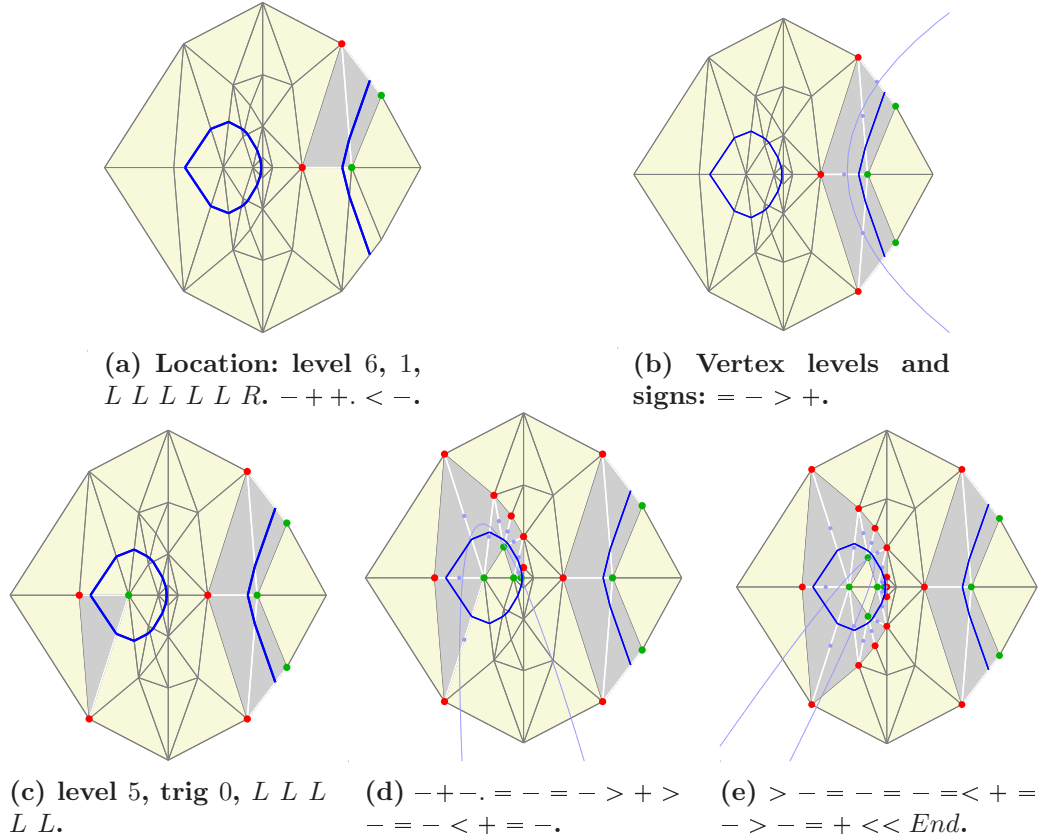 (a) Location: level 6, 1,
L L L L L R. − + +. < −.
(b) Vertex levels and
signs: = − > +.
(c) level 5, trig 0, L L L
L L.
(d) − + −. = − = − > + >
− = − < + = −.
(e) > − = − = − =< + =
− > − = + << End.